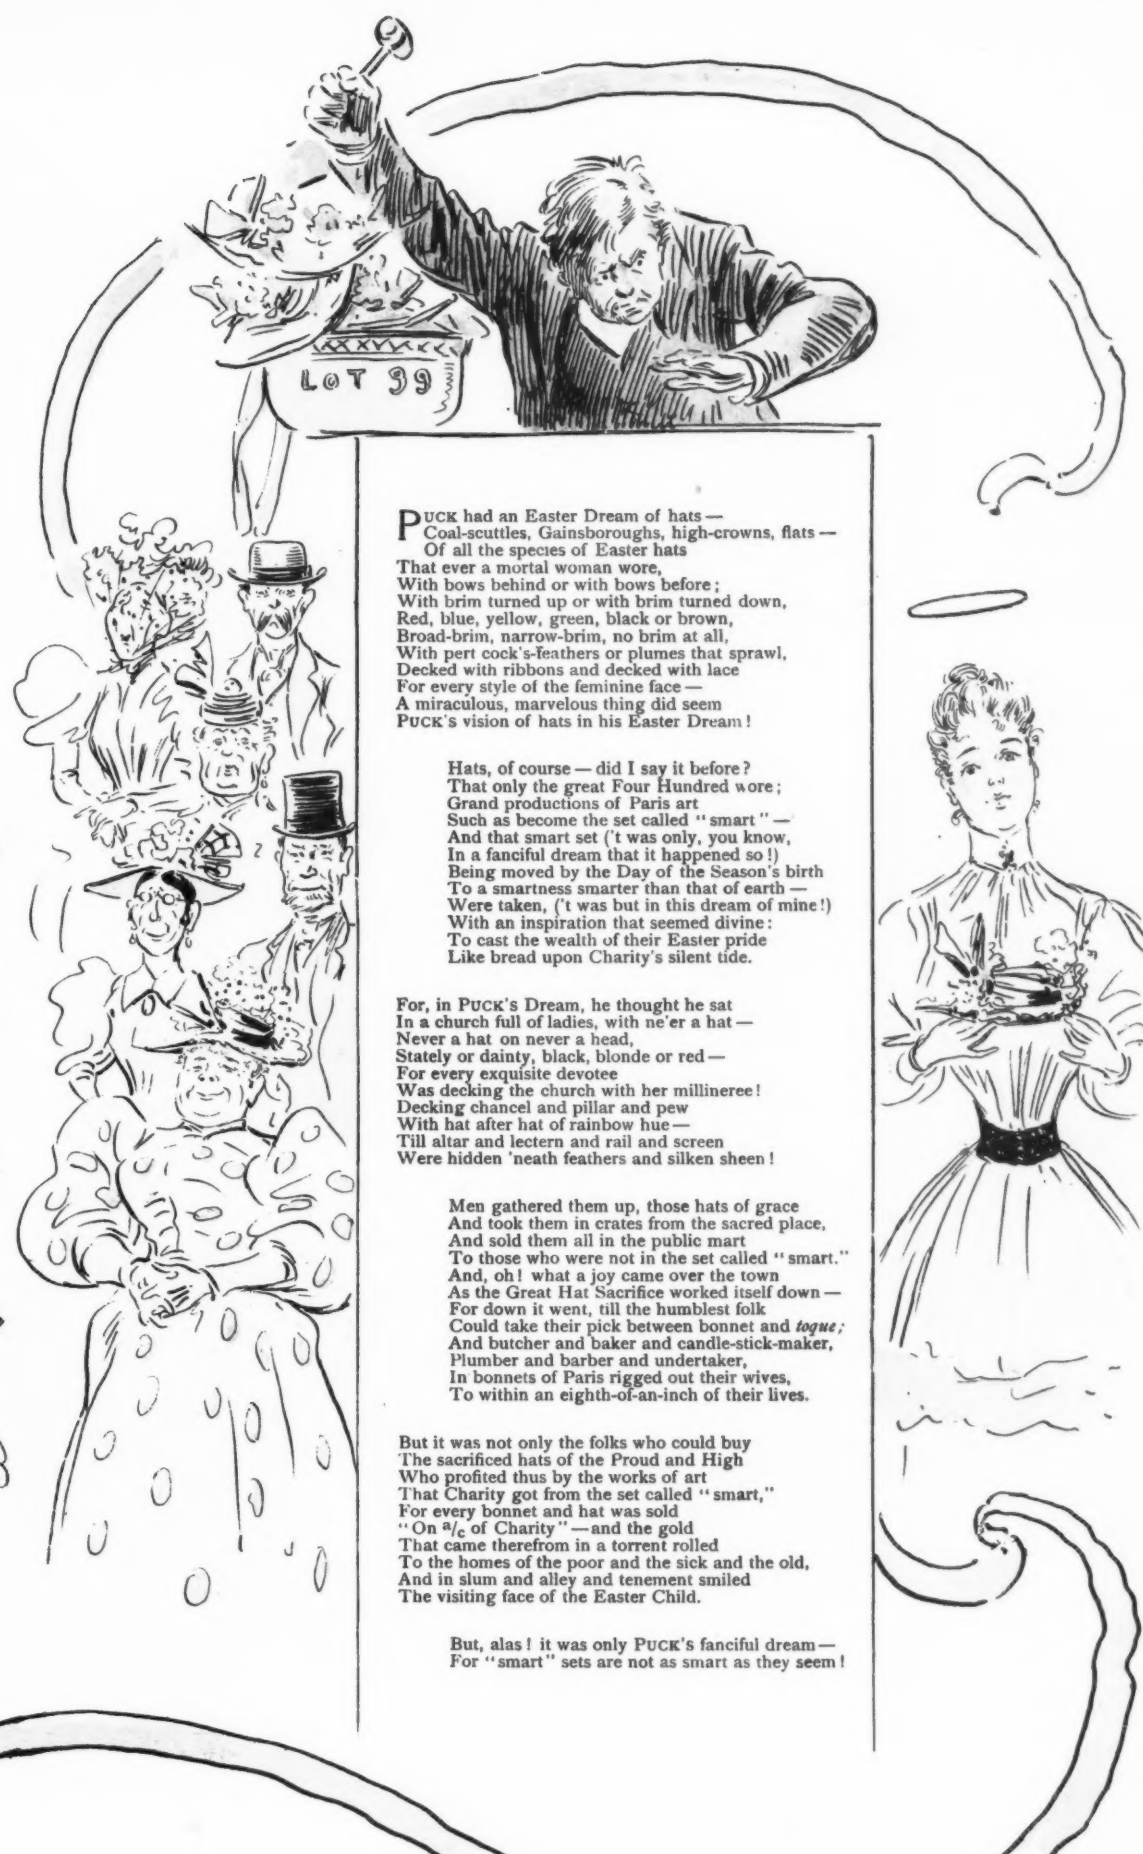 LOT 99
PUCK had an Easter Dream of hats —
Coal-scuttles, Gainsboroughs, high-crowns, flats —
Of all the species of Easter hats
That ever a mortal woman wore,
With bows behind or with bows before;
With brim turned up or with brim turned down,
Red, blue, yellow, green, black or brown,
Broad-brim, narrow-brim, no brim at all,
With pert cock's-feathers or plumes that sprawl,
Decked with ribbons and decked with lace
For every style of the feminine face —
A miraculous, marvelous thing did seem
PUCK'S vision of hats in his Easter Dream!
Hats, of course — did I say it before?
That only the great Four Hundred wore;
Grand productions of Paris art
Such as become the set called "smart" —
And that smart set ('t was only, you know,
In a fanciful dream that it happened so!)
Being moved by the Day of the Season's birth
To a smartness smarter than that of earth —
Were taken, ('t was but in this dream of mine!)
With an inspiration that seemed divine:
To cast the wealth of their Easter pride
Like bread upon Charity's silent tide.
For, in PUCK'S Dream, he thought he sat
In a church full of ladies, with ne'er a hat —
Never a hat on never a head,
Stately or dainty, black, blonde or red —
For every exquisite devotee
Was decking the church with her millineree!
Decking chancel and pillar and pew
With hat after hat of rainbow hue —
Till altar and lectern and rail and screen
Were hidden 'neath feathers and silken sheen!
Men gathered them up, those hats of grace
And took them in crates from the sacred place,
And sold them all in the public mart
To those who were not in the set called "smart."
And, oh! what a joy came over the town
As the Great Hat Sacrifice worked itself down —
For down it went, till the humblest folk
Could take their pick between bonnet and toque;
And butcher and baker and candle-stick-maker,
Plumber and barber and undertaker,
In bonnets of Paris rigged out their wives,
To within an eighth-of-an-inch of their lives.
But it was not only the folks who could buy
The sacrificed hats of the Proud and High
Who profited thus by the works of art
That Charity got from the set called "smart,"
For every bonnet and hat was sold
"On a/c of Charity" — and the gold
That came therefrom in a torrent rolled
To the homes of the poor and the sick and the old,
And in slum and alley and tenement smiled
The visiting face of the Easter Child.
But, alas! it was only PUCK'S fanciful dream —
For "smart" sets are not as smart as they seem!